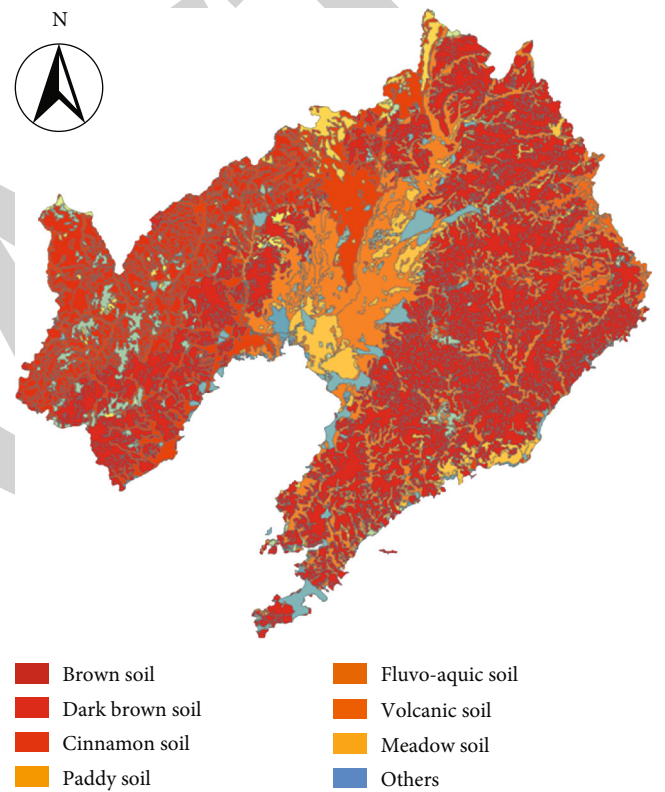 N
Brown soil
Dark brown soil
Cinnamon soil
Paddy soil
Fluvo-aquic soil
Volcanic soil
Meadow soil
Others